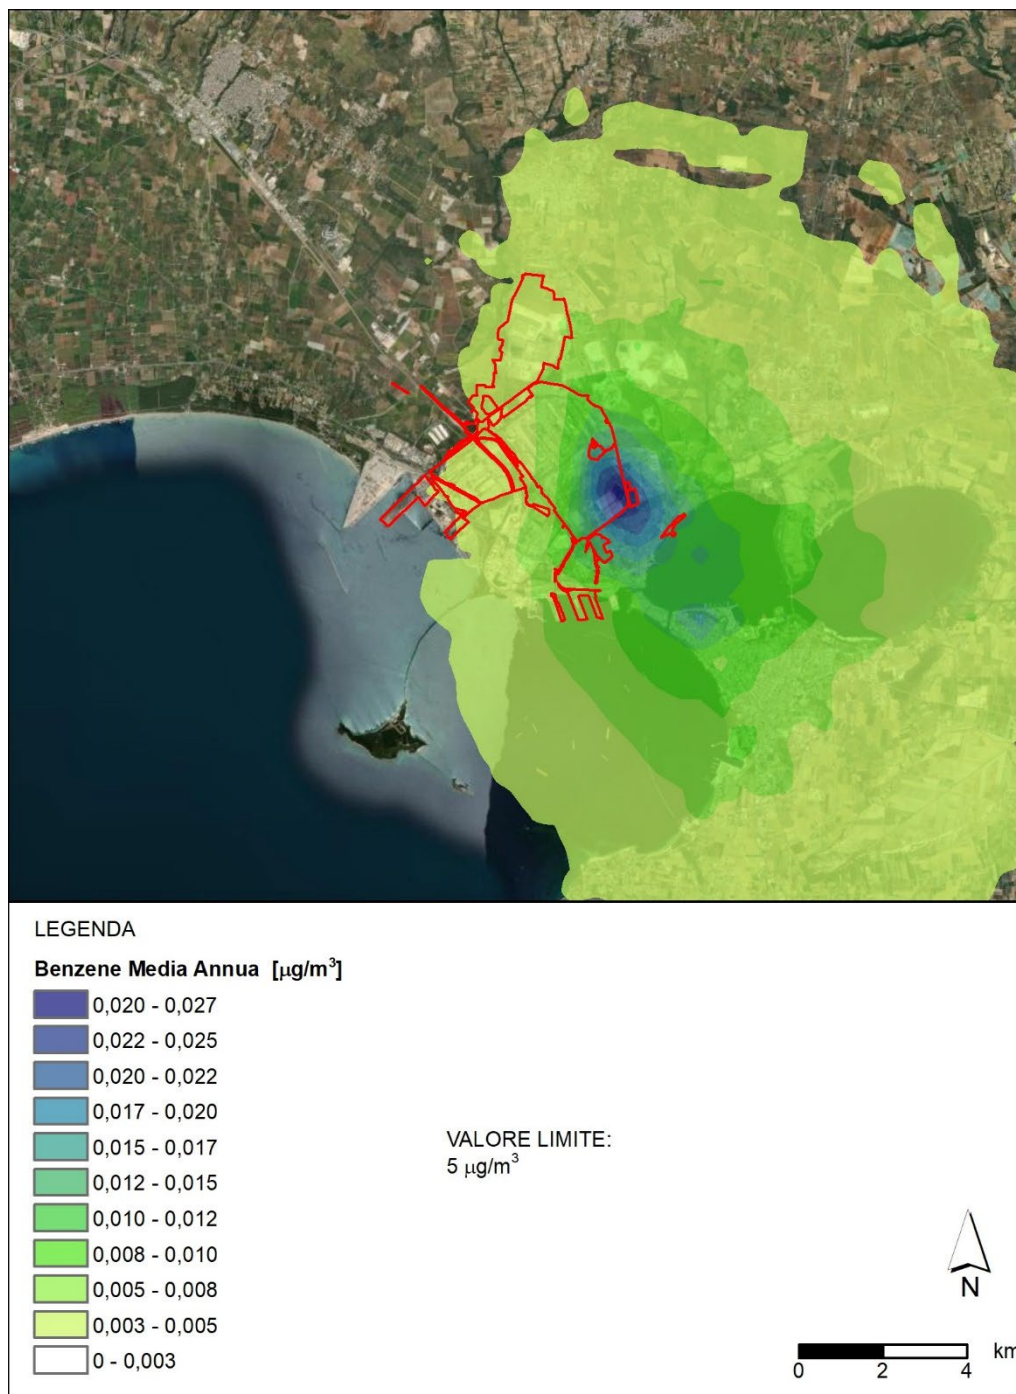 LEGENDA
Benzene Media Annua [μg/m³]
0,020 - 0,027
0,022 - 0,025
0,020 - 0,022
0,017 - 0,020
0,015 - 0,017
0,012 - 0,015
0,010 - 0,012
0,008 - 0,010
0,005 - 0,008
0,003 - 0,005
0 - 0,003
VALORE LIMITE:
5 μg/m³
N
km
0 2 4